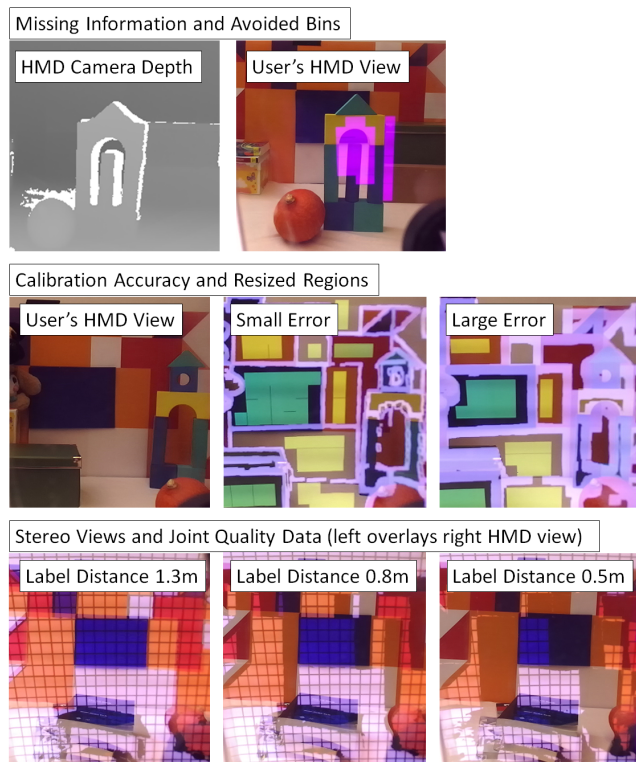 Missing Information and Avoided Bins
HMD Camera Depth
User's HMD View
Calibration Accuracy and Resized Regions
User's HMD View
Small Error
Large Error
Stereo Views and Joint Quality Data (left overlays right HMD view)
Label Distance 1.3m
Label Distance 0.8m
Label Distance 0.5m